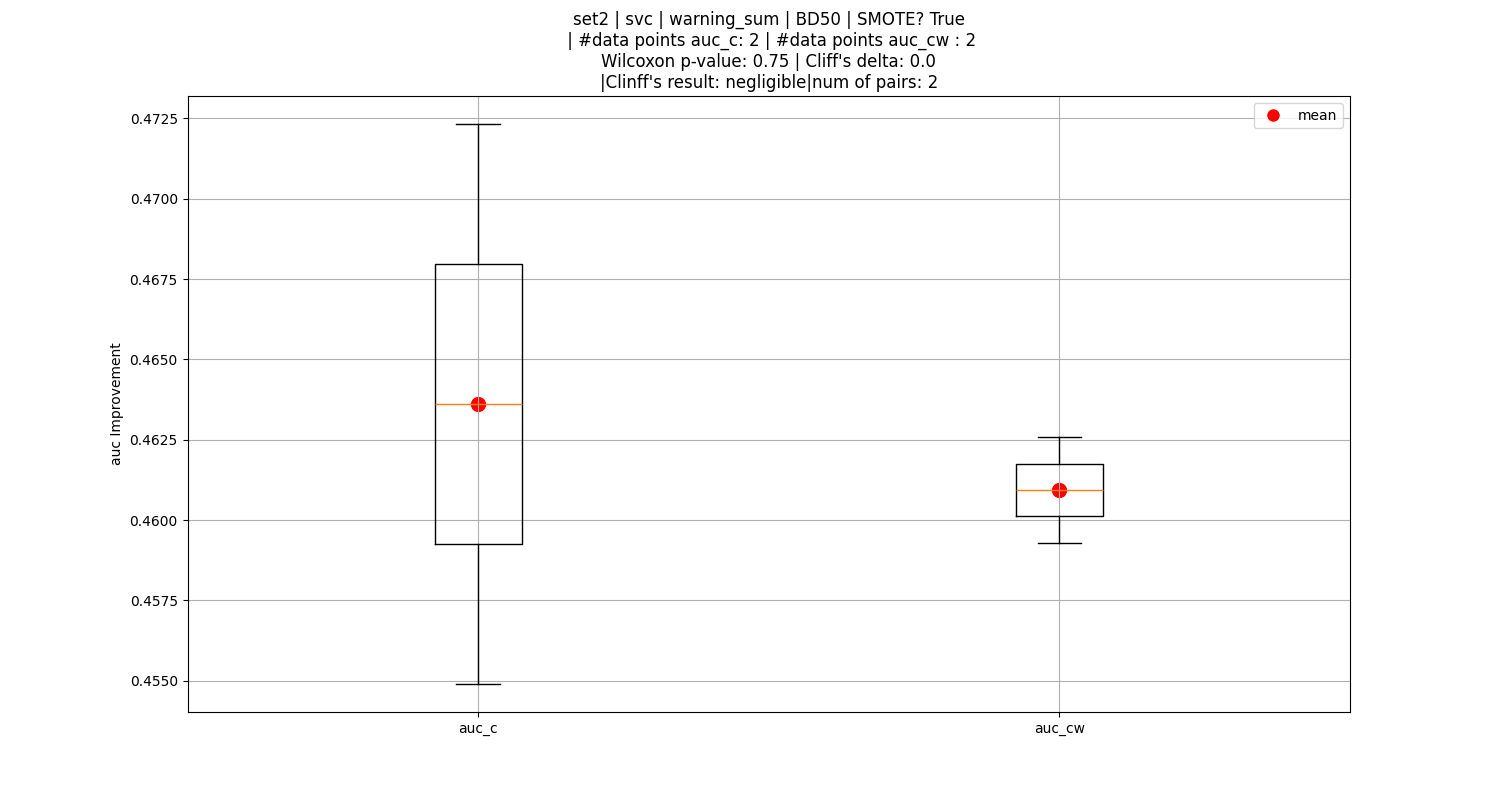 set2 | svc | warning_sum | BD50 | SMOTE? True
| #data points auc_c: 2 | #data points auc_cw : 2
Wilcoxon p-value: 0.75 | Cliff's delta: 0.0
|Clinff's result: negligible|num of pairs: 2
mean
0.4725
0.4700
0.4675
0.4650
0.4625
0.4600
0.4575
0.4550
auc Improvement
auc_c
auc_cw